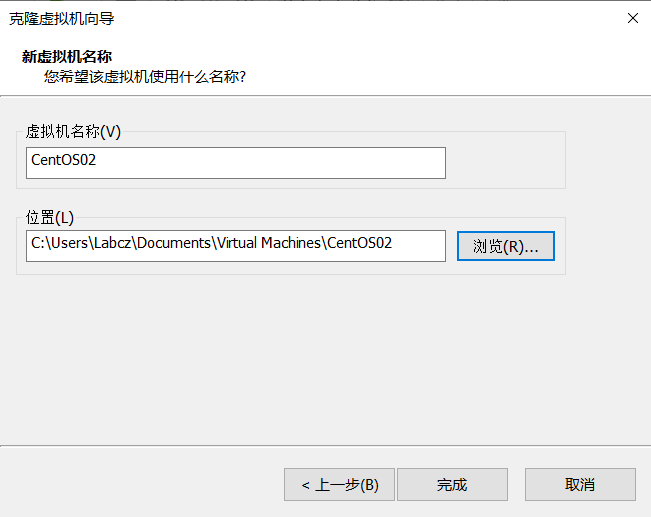 克隆虚拟机向导
新虚拟机名称
您希望该虚拟机使用什么名称?
虚拟机名称(V)
CentOS02
位置(L)
C:\Users\Labcz\Documents\Virtual Machines\CentOS02
浏览(R)...
< 上一步(B) 完成 取消